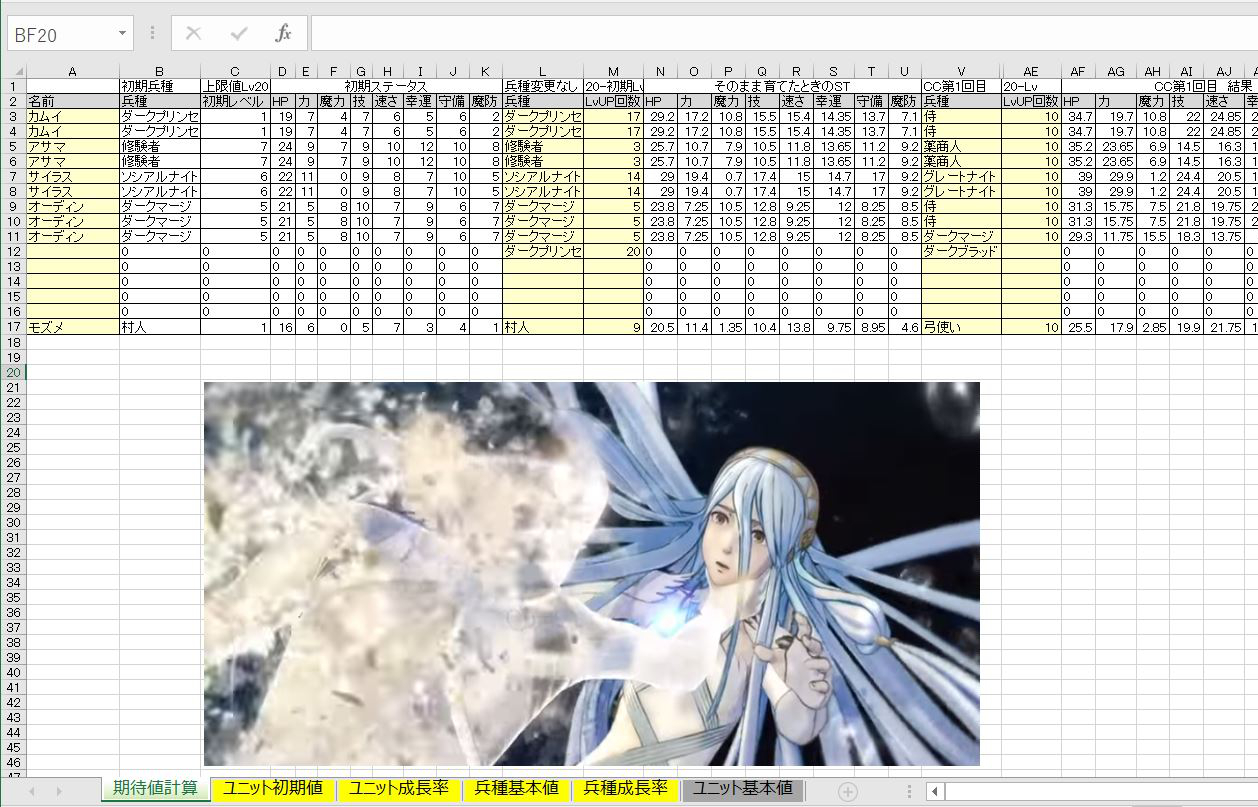 BF20 fx
A B C D E F G H I J K L M N O P Q R S T U V AE AF AG AH AI AJ
1 初期兵種 上限値Lv20 初期ステータス 兵種変更なし 20-初期Lv そのまま育てたときのST CC第1回目 20-Lv CC第1回目 結果
2 名前 兵種 初期レベル HP 力 魔力 技 速さ 幸運 守備 魔防 兵種 LvUP回数 HP 力 魔力 技 速さ 幸運 守備 魔防 兵種 LvUP回数 HP 力 魔力 技 速さ 幸
3 カムイ ダークプリンセ 1 19 7 4 7 6 5 6 2 ダークプリンセ 17 29.2 17.2 10.8 15.5 15.4 14.35 13.7 7.1 侍 10 34.7 19.7 10.8 22 24.85 2
4 カムイ ダークプリンセ 1 19 7 4 7 6 5 6 2 ダークプリンセ 17 29.2 17.2 10.8 15.5 15.4 14.35 13.7 7.1 侍 10 34.7 19.7 10.8 22 24.85 2
5 アサマ 修験者 7 24 9 7 9 10 12 10 8 修験者 3 25.7 10.7 7.9 10.5 11.8 13.65 11.2 9.2 薬商人 10 35.2 23.65 6.9 14.5 16.3 1
6 アサマ 修験者 7 24 9 7 9 10 12 10 8 修験者 3 25.7 10.7 7.9 10.5 11.8 13.65 11.2 9.2 薬商人 10 35.2 23.65 6.9 14.5 16.3 1
7 サイラス ソシアルナイト 6 22 11 0 9 8 7 10 5 ソシアルナイト 14 29 19.4 0.7 17.4 15 14.7 17 9.2 グレートナイト 10 39 29.9 1.2 24.4 20.5 1
8 サイラス ソシアルナイト 6 22 11 0 9 8 7 10 5 ソシアルナイト 14 29 19.4 0.7 17.4 15 14.7 17 9.2 グレートナイト 10 39 29.9 1.2 24.4 20.5 1
9 オーディン ダークマージ 5 21 5 8 10 7 9 6 7 ダークマージ 5 23.8 7.25 10.5 12.8 9.25 12 8.25 8.5 侍 10 31.3 15.75 7.5 21.8 19.75 2
10 オーディン ダークマージ 5 21 5 8 10 7 9 6 7 ダークマージ 5 23.8 7.25 10.5 12.8 9.25 12 8.25 8.5 侍 10 31.3 15.75 7.5 21.8 19.75 2
11 オーディン ダークマージ 5 21 5 8 10 7 9 6 7 ダークマージ 5 23.8 7.25 10.5 12.8 9.25 12 8.25 8.5 ダークマージ 10 29.3 11.75 15.5 18.3 13.75
12 0 0 0 0 0 0 0 0 0 0 ダークプリンセ 20 0 0 0 0 0 0 0 0 ダークブラッド 0 0 0 0 0 0
13 0 0 0 0 0 0 0 0 0 0 0 0 0 0 0 0 0 0 0 0 0 0 0 0
14 0 0 0 0 0 0 0 0 0 0 0 0 0 0 0 0 0 0 0 0 0 0 0 0
15 0 0 0 0 0 0 0 0 0 0 0 0 0 0 0 0 0 0 0 0 0 0 0 0
16 0 0 0 0 0 0 0 0 0 0 0 0 0 0 0 0 0 0 0 0 0 0 0 0
17 モズメ 村人 1 16 6 0 5 7 3 4 1 村人 9 20.5 11.4 1.35 10.4 13.8 9.75 8.95 4.6 弓使い 10 25.5 17.9 2.85 19.9 21.75 1
18
19
20
21
22
23
24
25
26
27
28
29
30
31
32
33
34
35
36
37
38
39
40
41
42
43
44
45
46
47
期待値計算 ユニット初期値 ユニット成長率 兵種基本値 兵種成長率 ユニット基本値